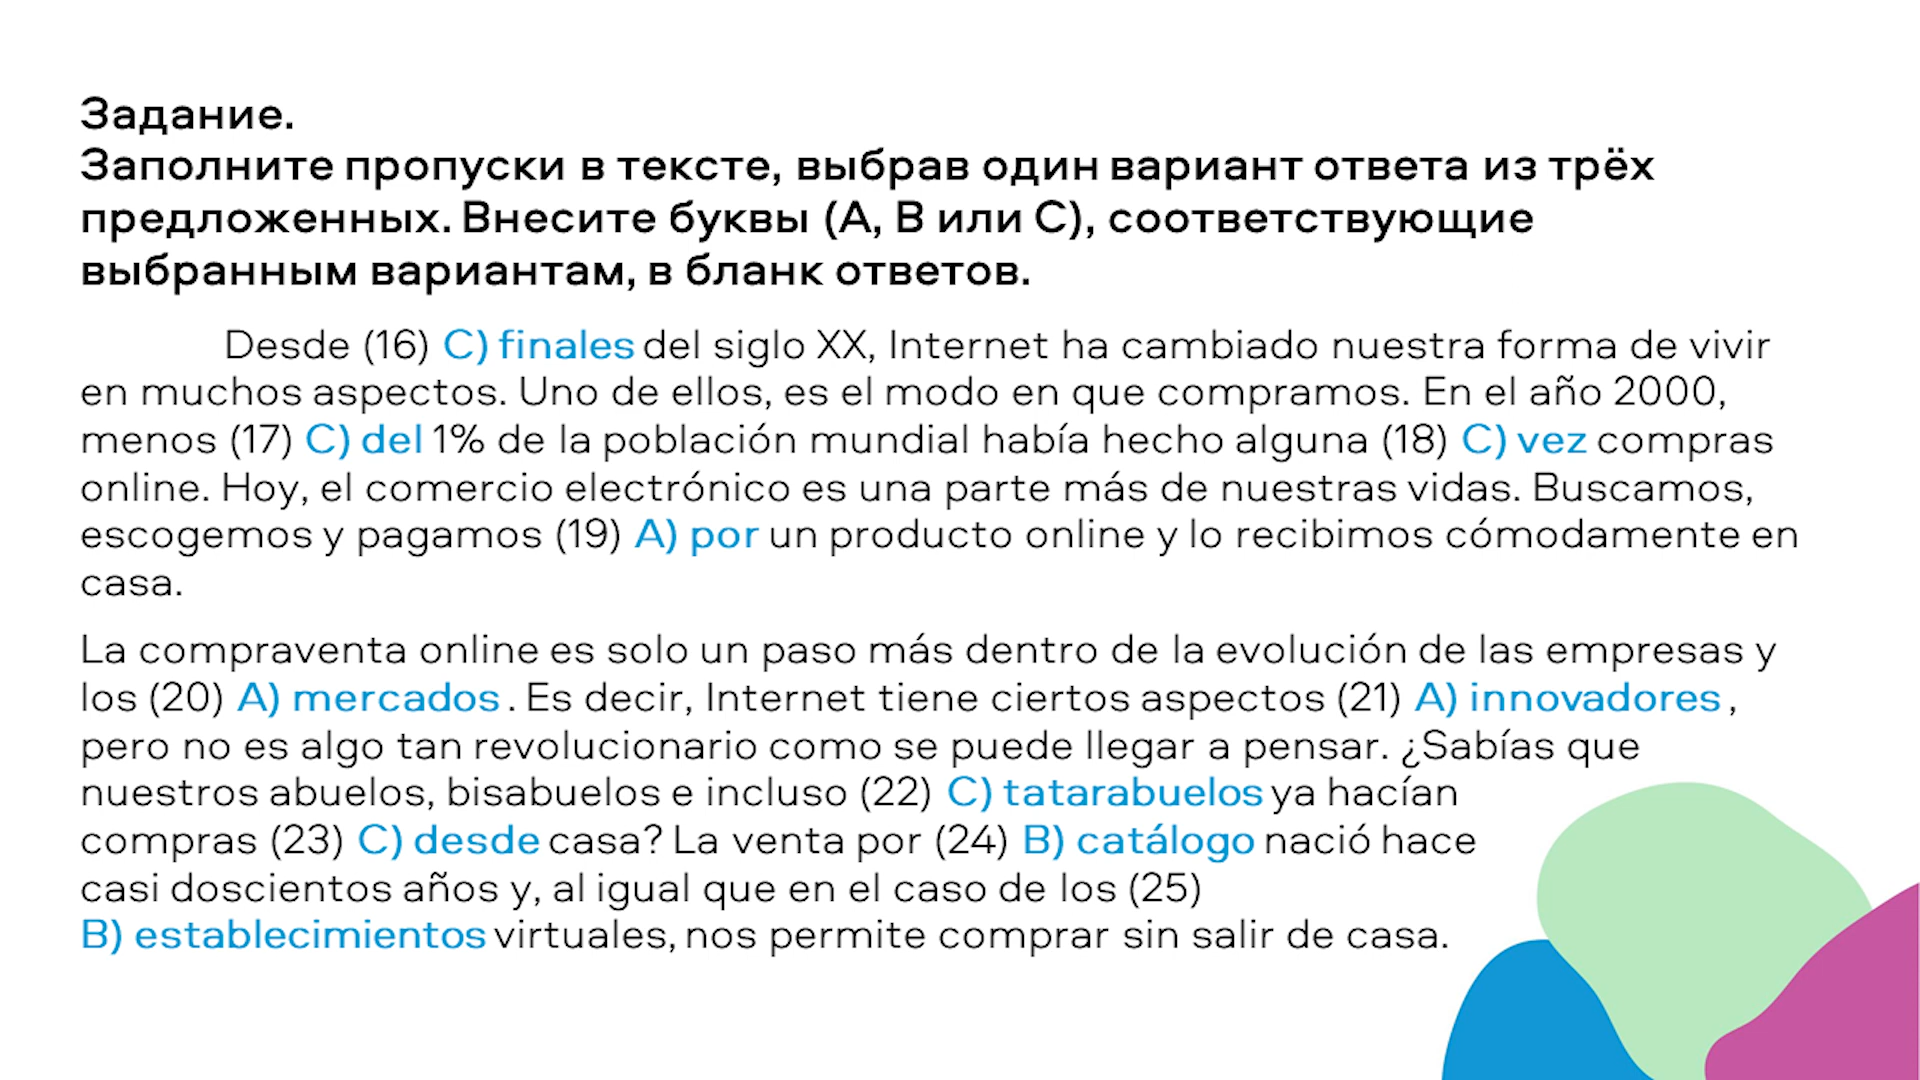 Задание.
Заполните пропуски в тексте, выбрав один вариант ответа из трёх
предложенных. Внесите буквы (А, В или С), соответствующие
выбранным вариантам, в бланк ответов.
Desde (16) C) finales del siglo XX, Internet ha cambiado nuestra forma de vivir
en muchos aspectos. Uno de ellos, es el modo en que compramos. En el año 2000,
menos (17) C) del 1% de la población mundial había hecho alguna (18) C) vez compras
online. Hoy, el comercio electrónico es una parte más de nuestras vidas. Buscamos,
escogemos y pagamos (19) A) por un producto online y lo recibimos cómodamente en
casa.
La compraventa online es solo un paso más dentro de la evolución de las empresas y
los (20) A) mercados . Es decir, Internet tiene ciertos aspectos (21) A) innovadores ,
pero no es algo tan revolucionario como se puede llegar a pensar. ¿Sabías que
nuestros abuelos, bisabuelos e incluso (22) C) tatarabuelos ya hacían
compras (23) C) desde casa? La venta por (24) B) catálogo nació hace
casi doscientos años y, al igual que en el caso de los (25)
B) establecimientos virtuales, nos permite comprar sin salir de casa.